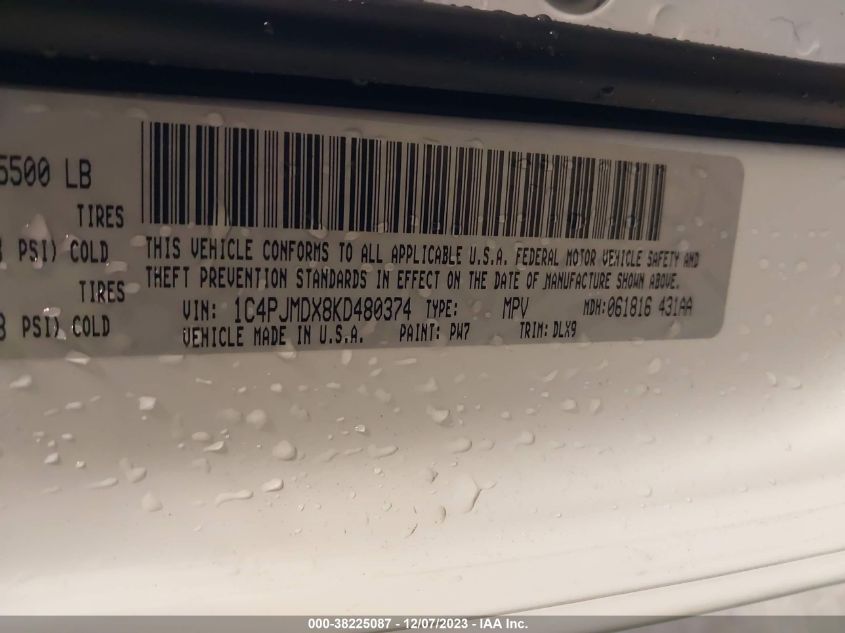 5500 LB
TIRES
PSI) COLD
TIRES
PSI) COLD
THIS VEHICLE CONFORMS TO ALL APPLICABLE U.S.A. FEDERAL MOTOR VEHICLE SAFETY AND
THEFT PREVENTION STANDARDS IN EFFECT ON THE DATE OF MANUFACTURE SHOWN ABOVE.
VIN: 1C4PJMDX8KD480374 TYPE: MPV MDH:061816 431AA
VEHICLE MADE IN U.S.A. PAINT: PW7 TRIM: DLX9
000-38225087 - 12/07/2023 - IAA Inc.